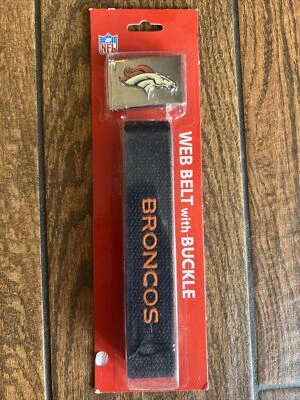 NFL
WEB BELT with BUCKLE
BRONCOS